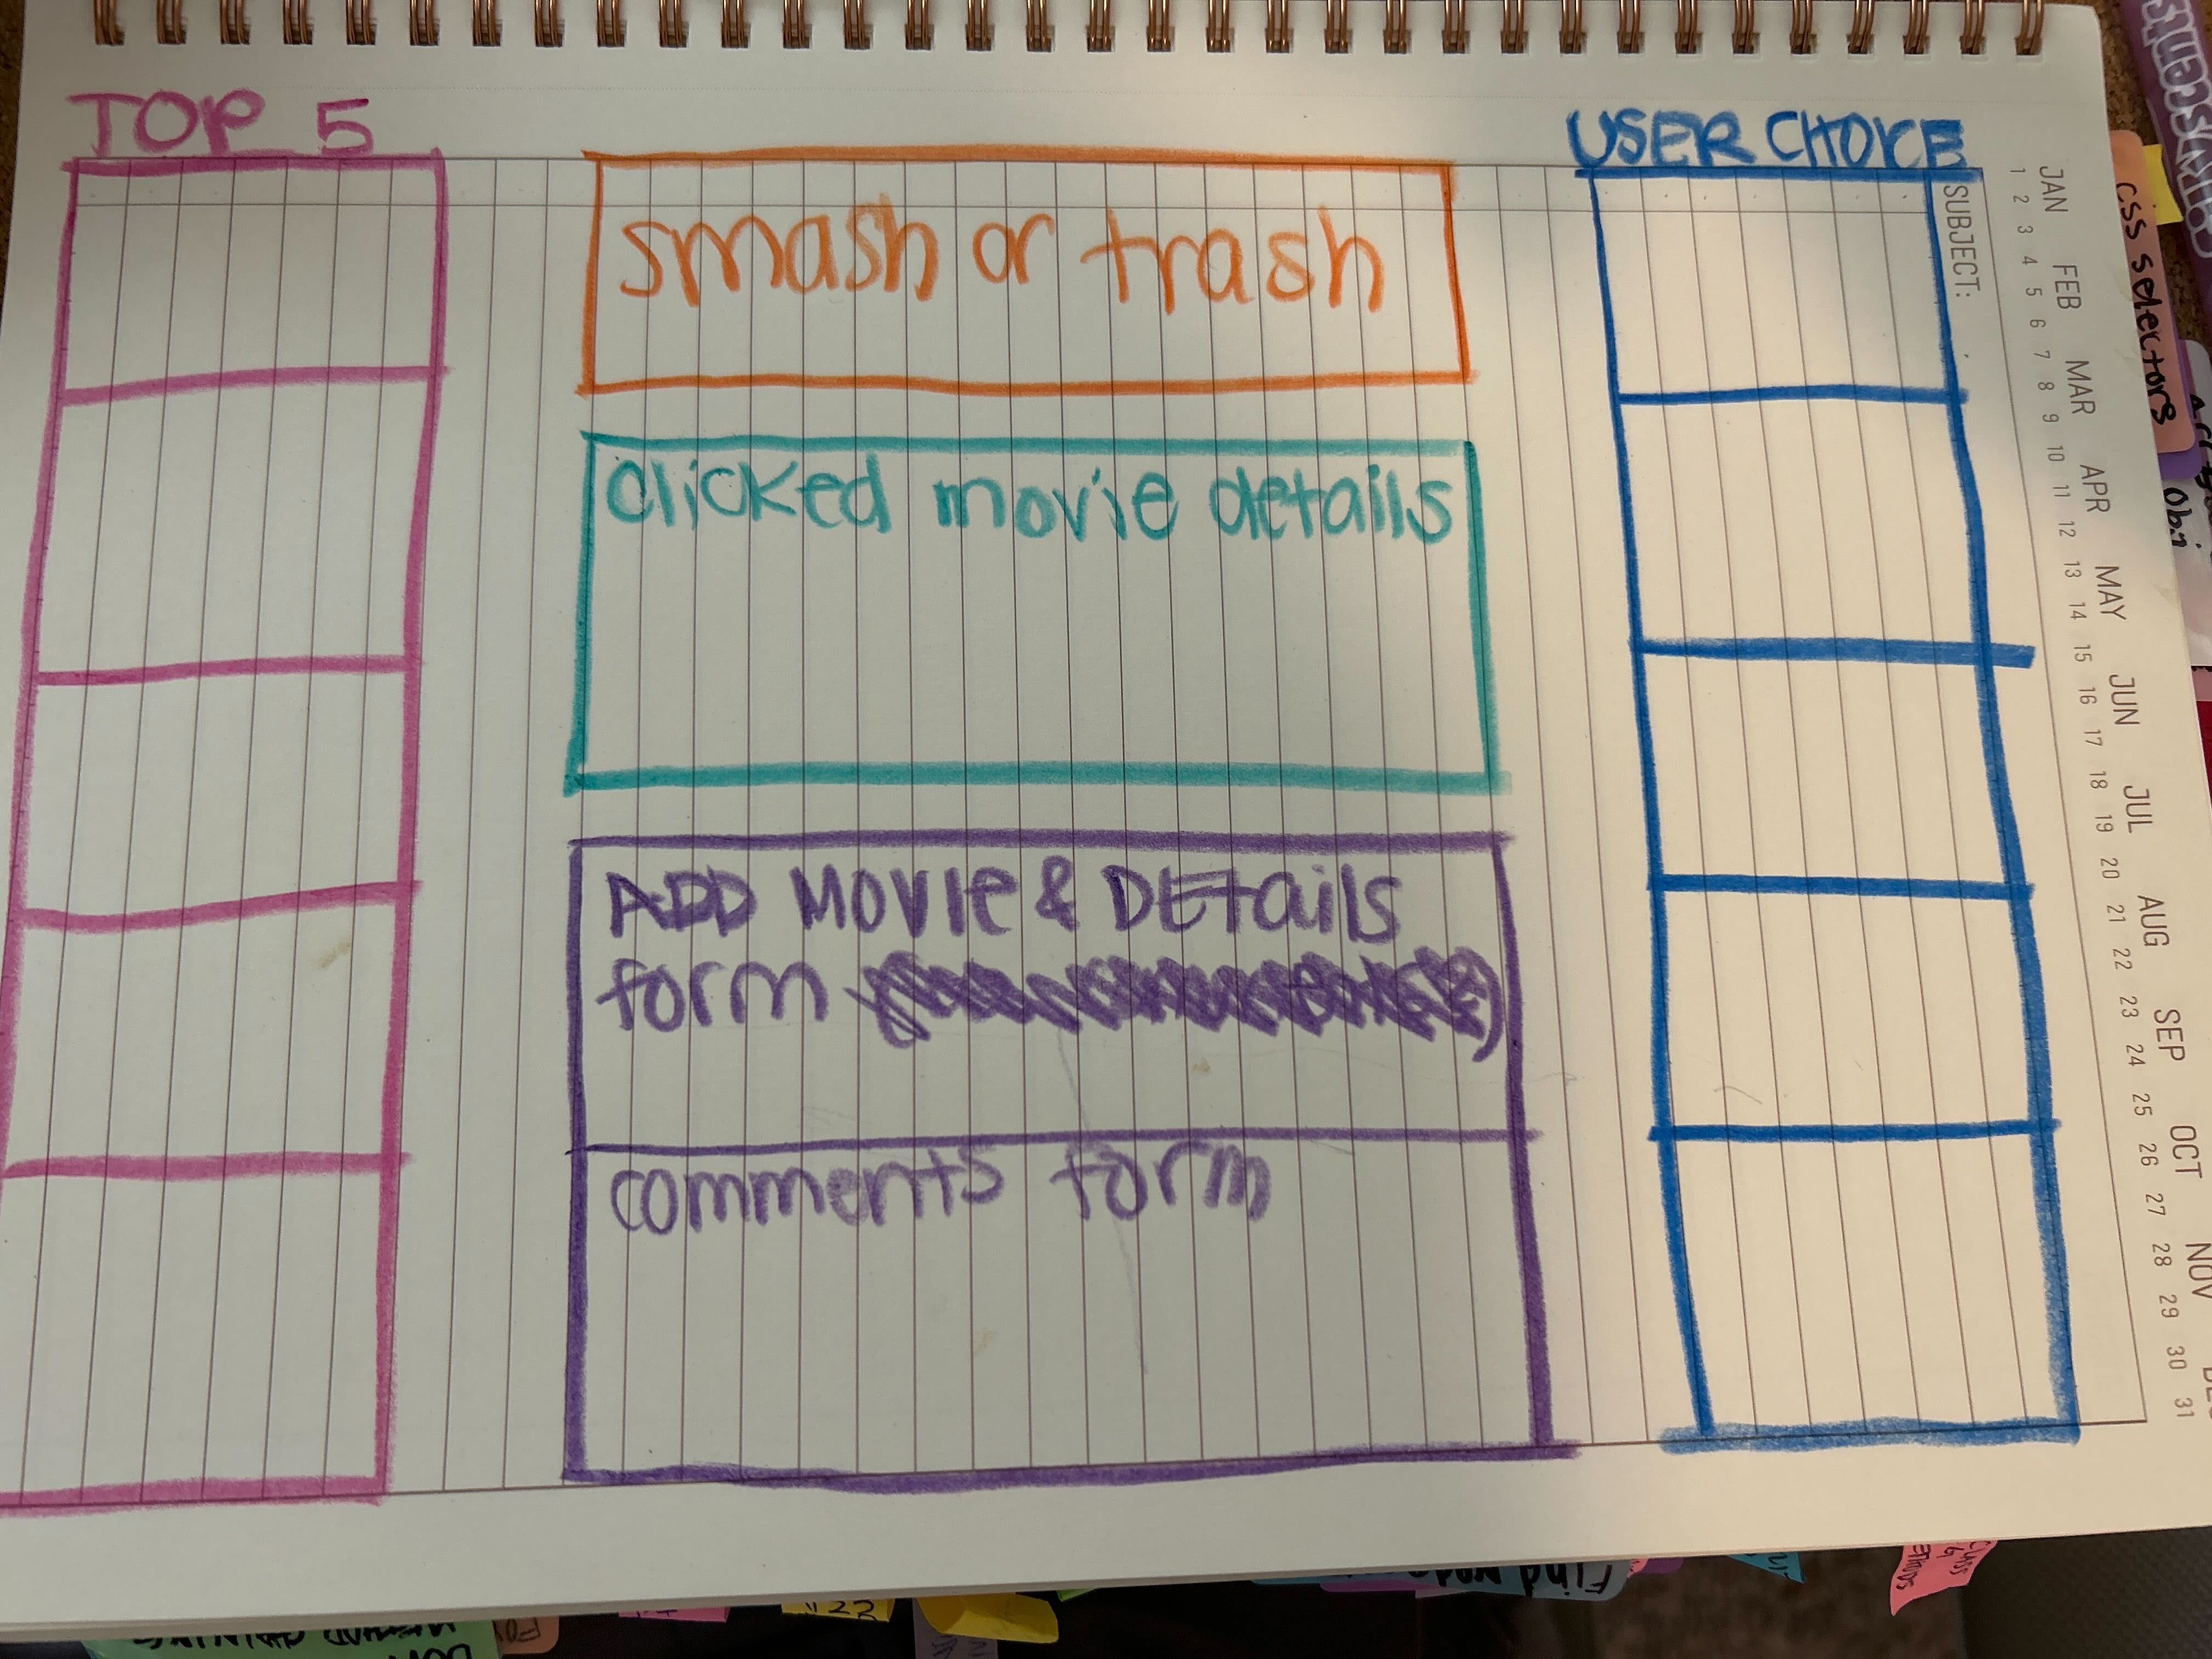 TOP 5
smash or trash
clicked movie details
ADD MOVIE & DETAILS
form
comments form
USER CHOICE
SUBJECT:
JAN FEB MAR APR MAY JUN JUL AUG SEP OCT NOV
1 2 3 4 5 6 7 8 9 10 11 12 13 14 15 16 17 18 19 20 21 22 23 24 25 26 27 28 29 30 31
css selectors
Obj
Find
22